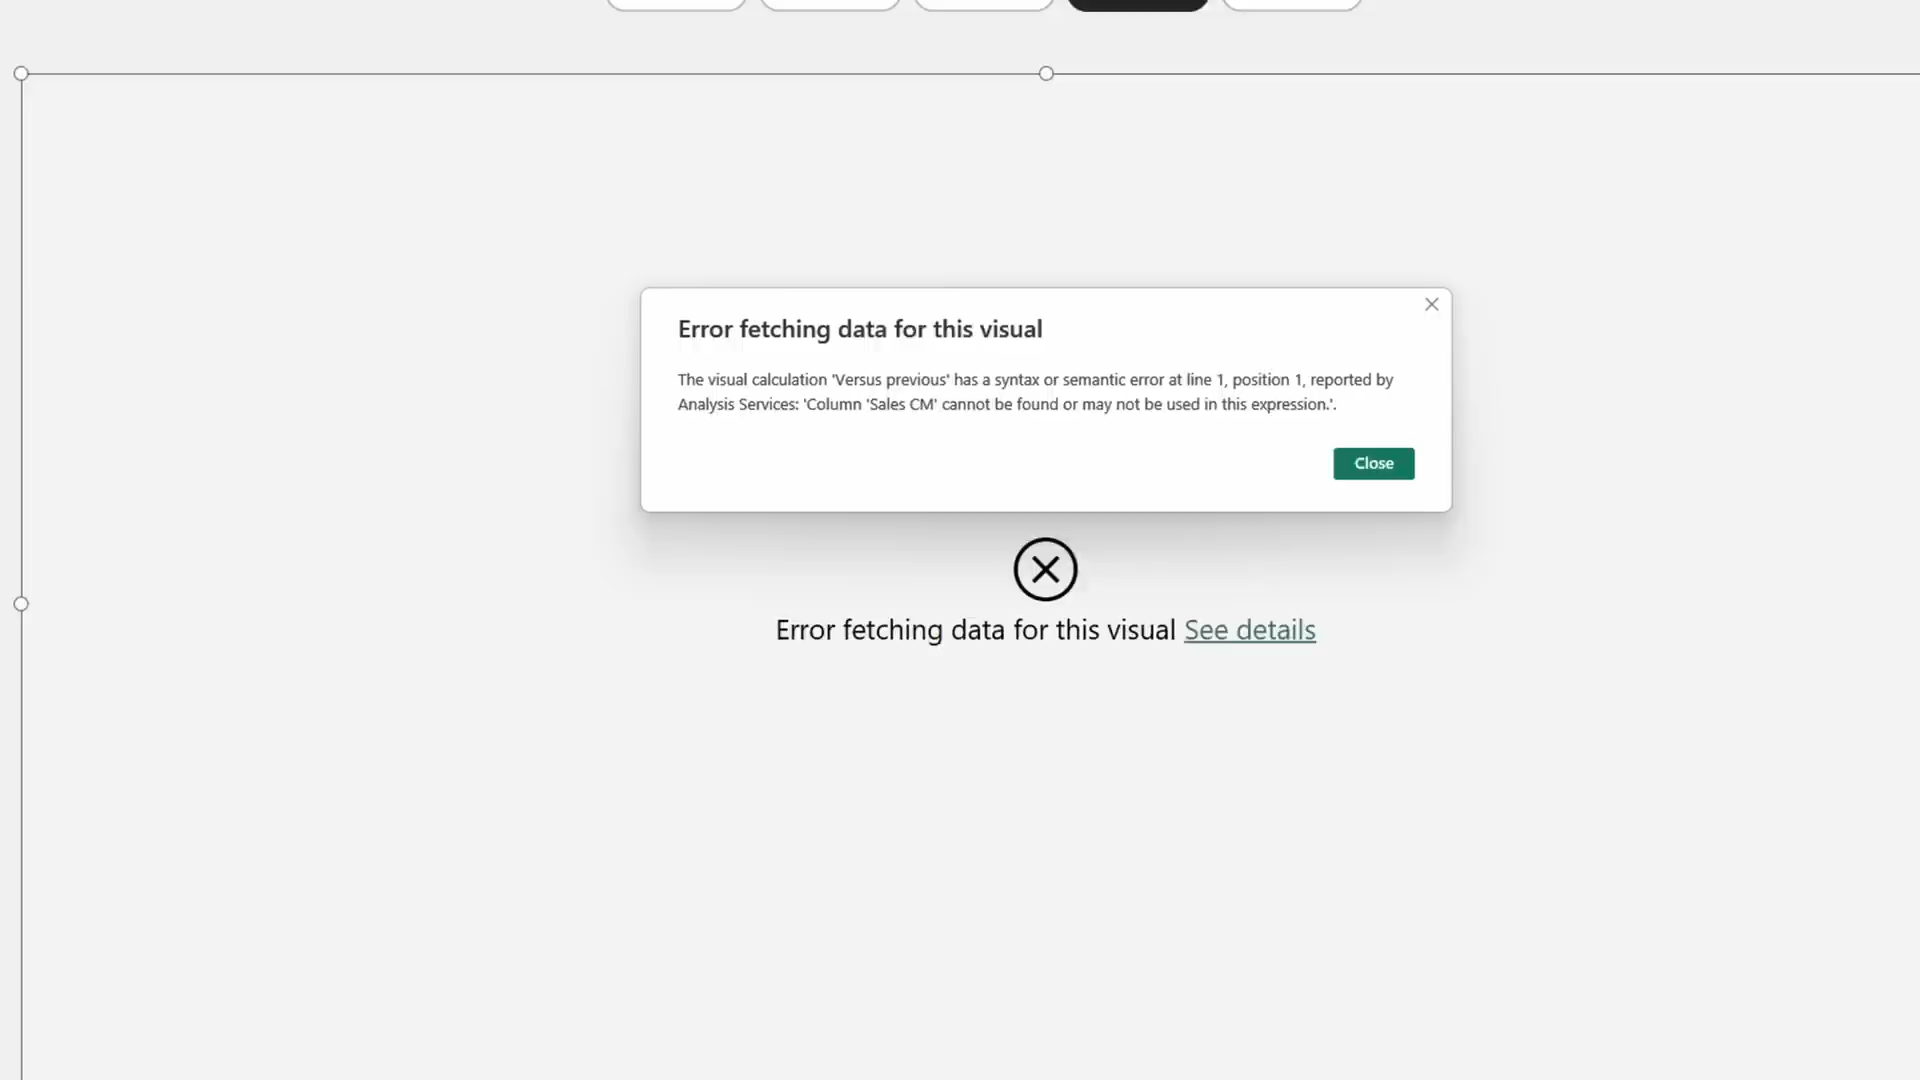 Error fetching data for this visual
The visual calculation 'Versus previous' has a syntax or semantic error at line 1, position 1, reported by
Analysis Services: 'Column 'Sales CM' cannot be found or may not be used in this expression.'.
Close
Error fetching data for this visual See details